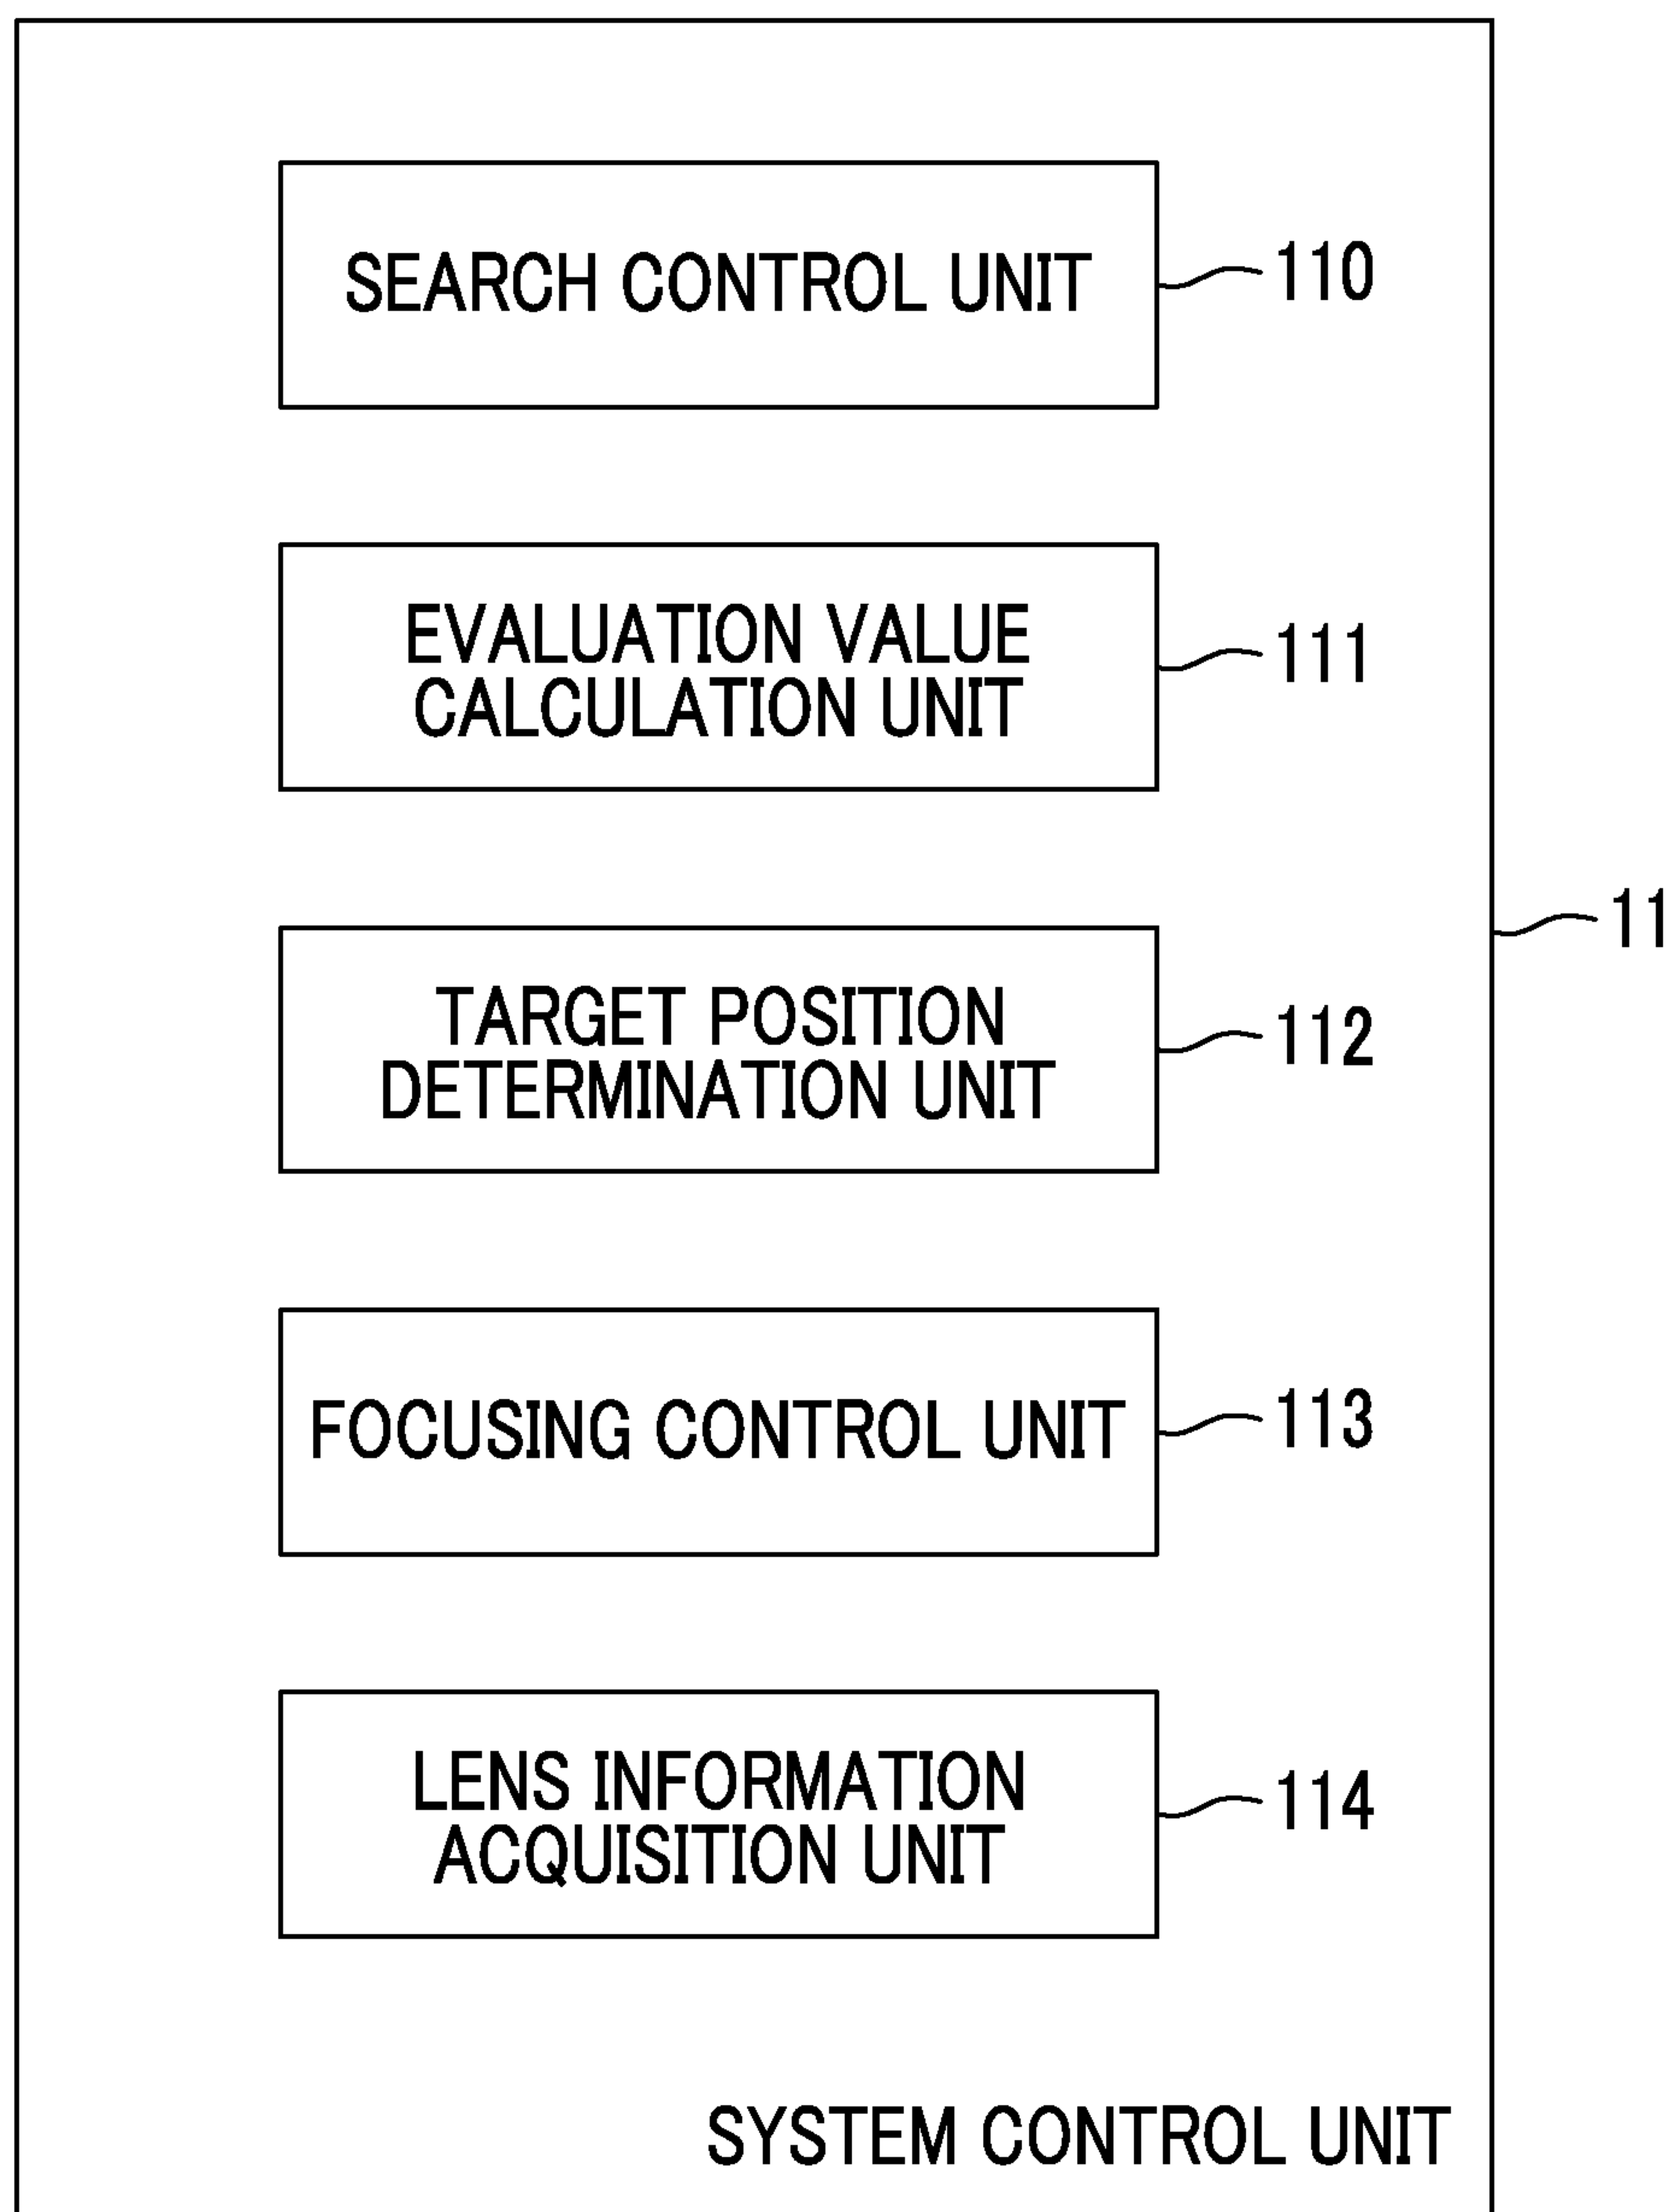 SEARCH CONTROL UNIT
110
EVALUATION VALUE
CALCULATION UNIT
111
11
TARGET POSITION
DETERMINATION UNIT
112
FOCUSING CONTROL UNIT
113
LENS INFORMATION
ACQUISITION UNIT
114
SYSTEM CONTROL UNIT